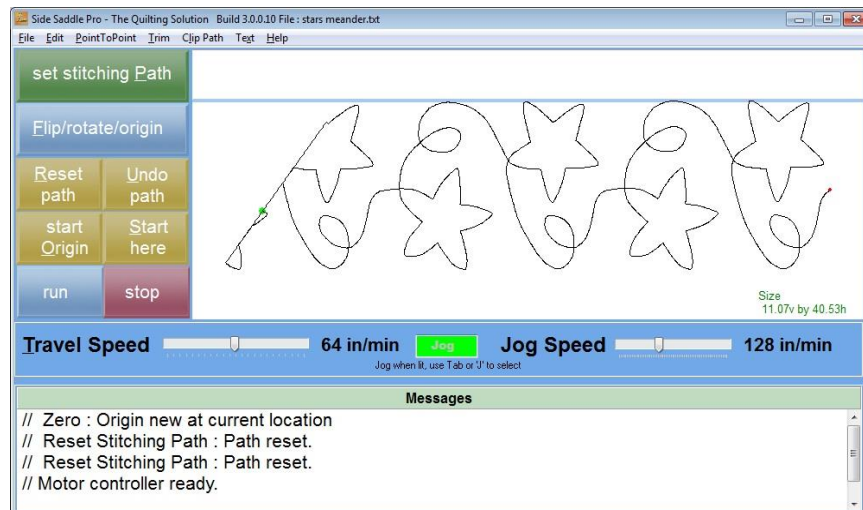 Side Saddle Pro - The Quilting Solution Build 3.0.0.10 File : stars meander.txt
File Edit PointToPoint Trim Clip Path Text Help
set stitching Path
Flip/rotate/origin
Reset path
Undo path
start Origin
Start here
run
stop
Size
11.07v by 40.53h
Travel Speed
64 in/min
Jog
Jog Speed
128 in/min
Jog when lit, use Tab or 'J' to select
Messages
// Zero : Origin new at current location
// Reset Stitching Path : Path reset.
// Reset Stitching Path : Path reset.
// Motor controller ready.